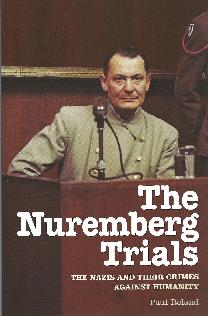 The
Nuremberg
Trials
THE NAZIS AND THEIR CRIMES
AGAINST HUMANITY
Paul Roland